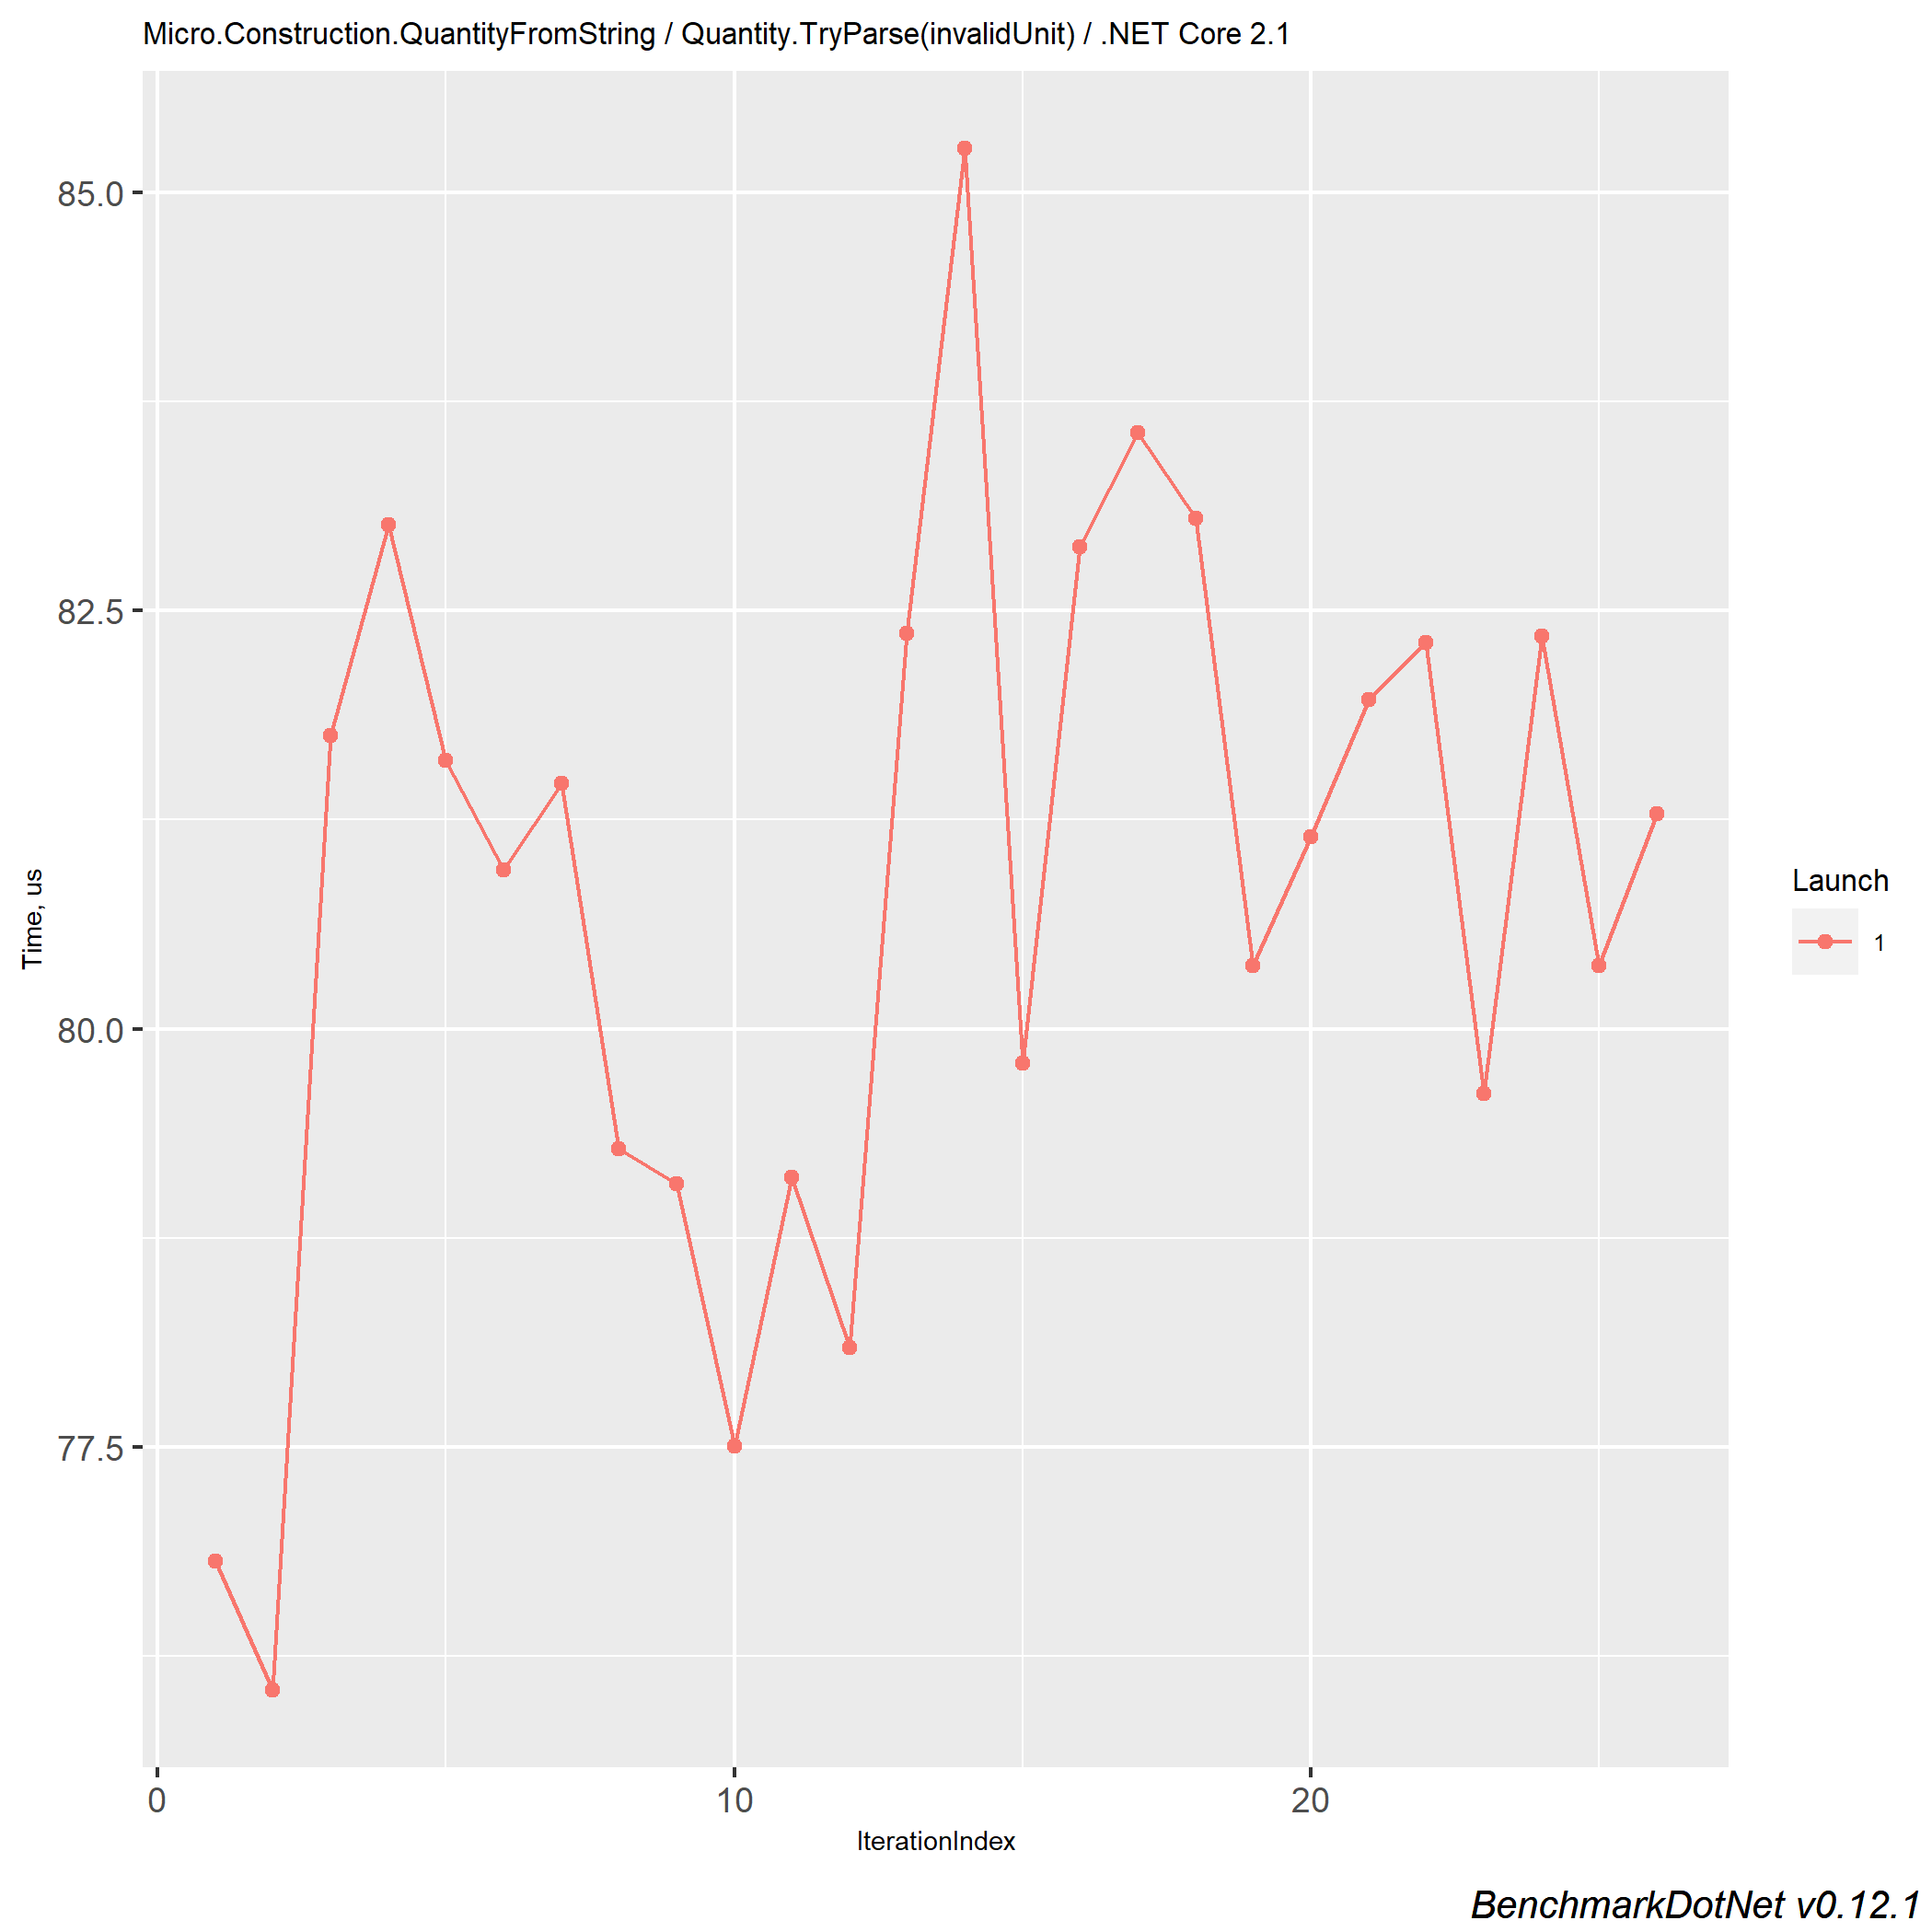 Micro.Construction.QuantityFromString / Quantity.TryParse(invalidUnit) / .NET Core 2.1
85.0
82.5
80.0
77.5
Time, us
0
10
20
IterationIndex
Launch
1
BenchmarkDotNet v0.12.1